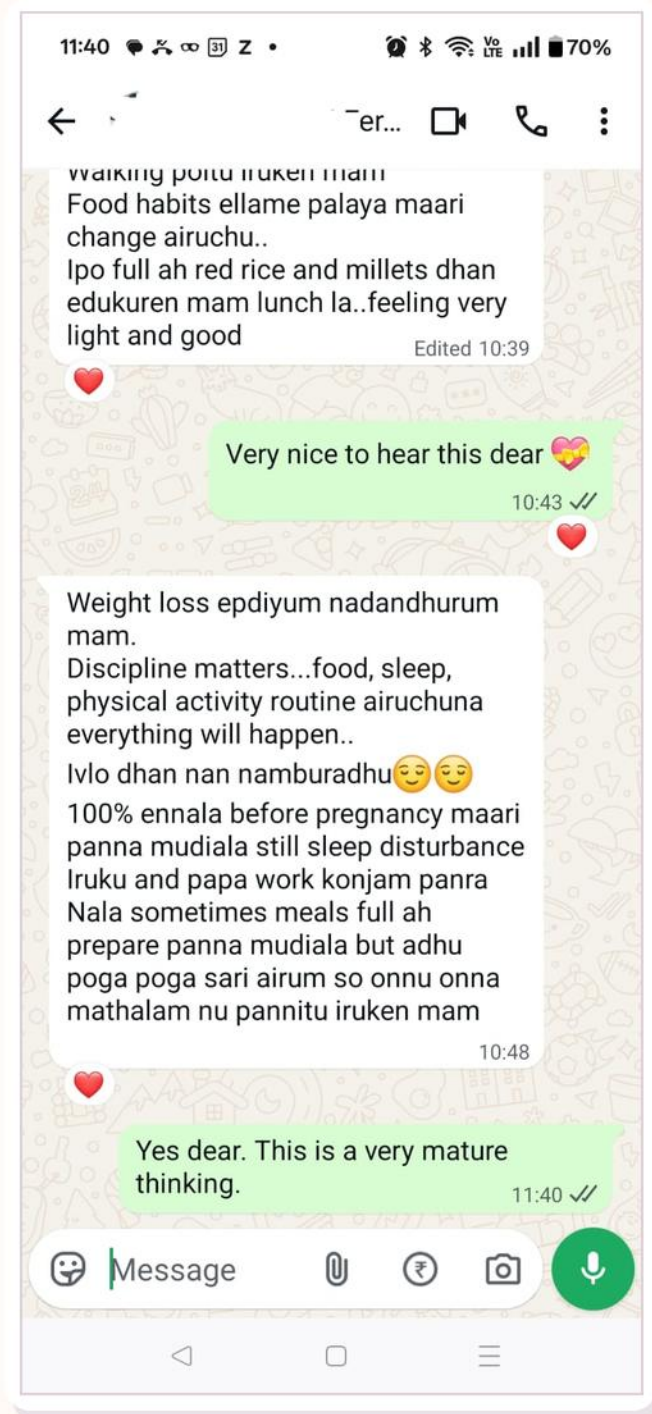 11:40 31 Z • Vo LTE 70%
er...
Walking poitu iruken mam
Food habits ellame palaya maari
change airuchu..
Ipo full ah red rice and millets dhan
edukuren mam lunch la..feeling very
light and good
Edited 10:39
Very nice to hear this dear 💝
10:43
Weight loss epdiyum nadandhurum
mam.
Discipline matters...food, sleep,
physical activity routine airuchuna
everything will happen..
Ivlo dhan nan namburadhu😌😌
100% ennala before pregnancy maari
panna mudiala still sleep disturbance
Iruku and papa work konjam panra
Nala sometimes meals full ah
prepare panna mudiala but adhu
poga poga sari airum so onnu onna
mathalam nu pannitu iruken mam
10:48
Yes dear. This is a very mature
thinking.
11:40
Message